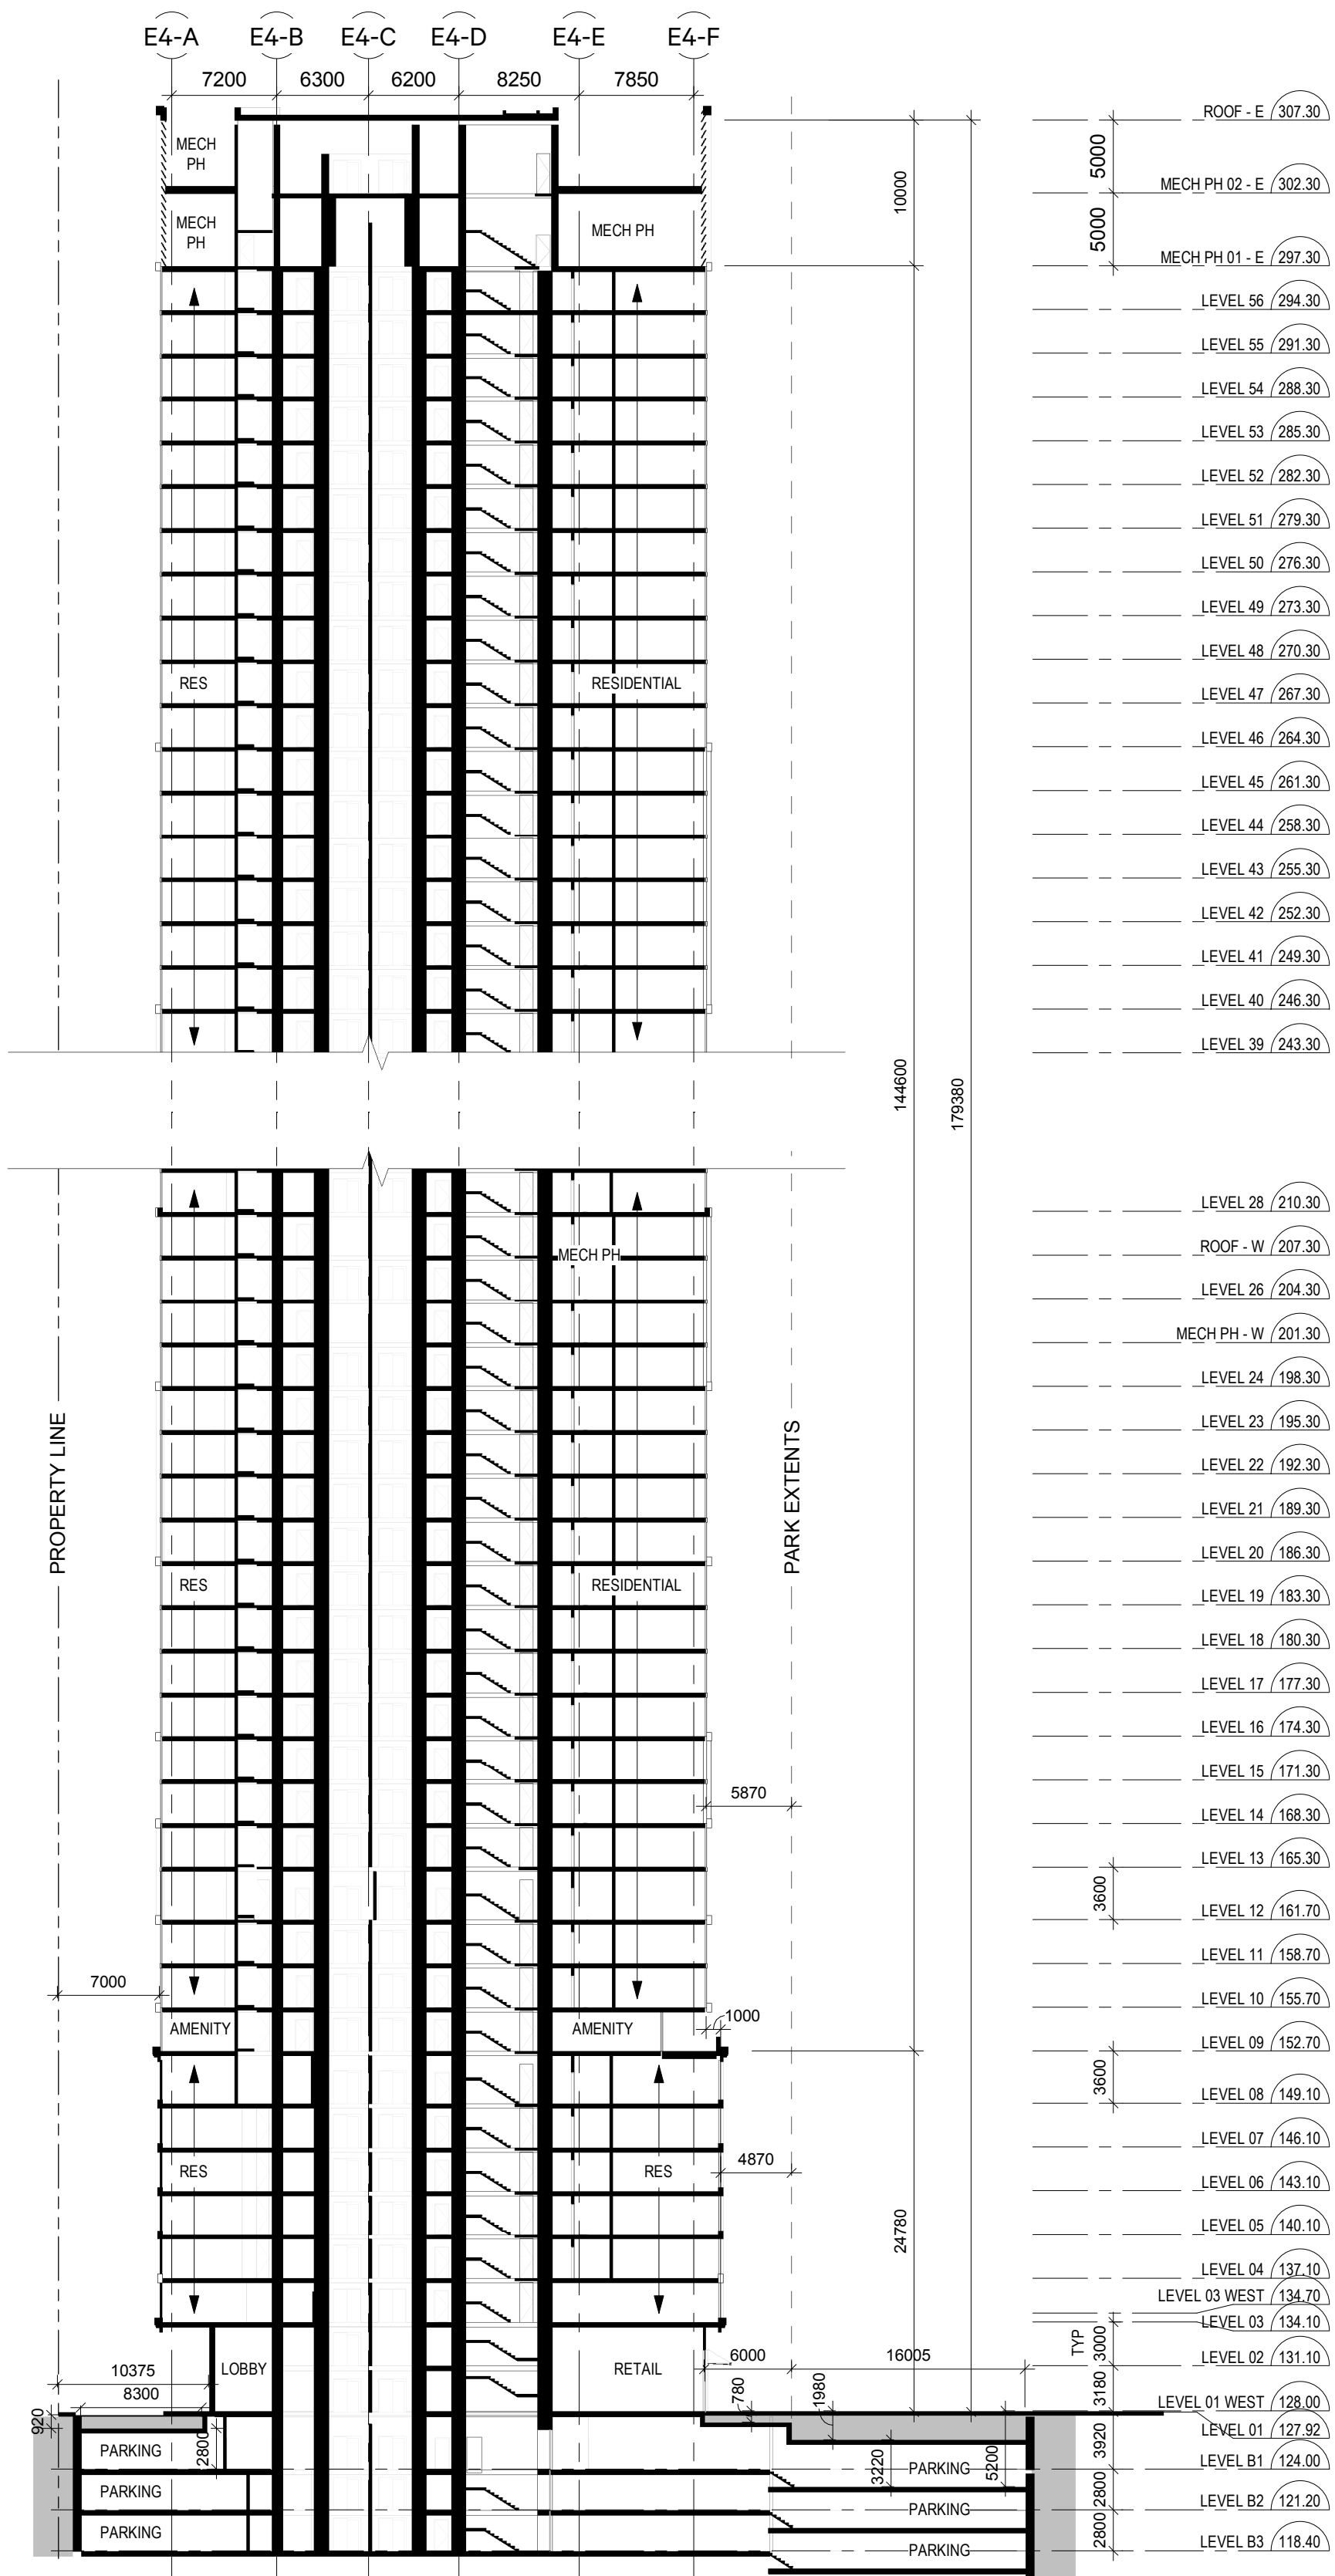 E4-A E4-B E4-C E4-D E4-E E4-F
7200 6300 6200 8250 7850
ROOF - E 307.30
MECH
PH
5000
10000
MECH PH 02 - E 302.30
MECH
PH
MECH PH
5000
MECH PH 01 - E 297.30
LEVEL 56 294.30
LEVEL 55 291.30
LEVEL 54 288.30
LEVEL 53 285.30
LEVEL 52 282.30
LEVEL 51 279.30
LEVEL 50 276.30
LEVEL 49 273.30
LEVEL 48 270.30
RES
RESIDENTIAL
LEVEL 47 267.30
LEVEL 46 264.30
LEVEL 45 261.30
LEVEL 44 258.30
LEVEL 43 255.30
LEVEL 42 252.30
LEVEL 41 249.30
LEVEL 40 246.30
LEVEL 39 243.30
144600
179380
LEVEL 28 210.30
MECH PH
ROOF - W 207.30
LEVEL 26 204.30
MECH PH - W 201.30
LEVEL 24 198.30
LEVEL 23 195.30
PROPERTY LINE
PARK EXTENTS
LEVEL 22 192.30
LEVEL 21 189.30
LEVEL 20 186.30
RES
RESIDENTIAL
LEVEL 19 183.30
LEVEL 18 180.30
LEVEL 17 177.30
LEVEL 16 174.30
LEVEL 15 171.30
5870
LEVEL 14 168.30
LEVEL 13 165.30
3600
LEVEL 12 161.70
LEVEL 11 158.70
7000
LEVEL 10 155.70
1000
AMENITY
AMENITY
LEVEL 09 152.70
3600
LEVEL 08 149.10
LEVEL 07 146.10
RES
RES
4870
LEVEL 06 143.10
24780
LEVEL 05 140.10
LEVEL 04 137.10
LEVEL 03 WEST 134.70
LEVEL 03 134.10
TYP
3000
LEVEL 02 131.10
10375
LOBBY
RETAIL
6000
16005
8300
780
1980
3180
LEVEL 01 WEST 128.00
920
LEVEL 01 127.92
2800
3920
PARKING
3220
5200
PARKING
LEVEL B1 124.00
PARKING
2800
PARKING
LEVEL B2 121.20
PARKING
2800
PARKING
LEVEL B3 118.40